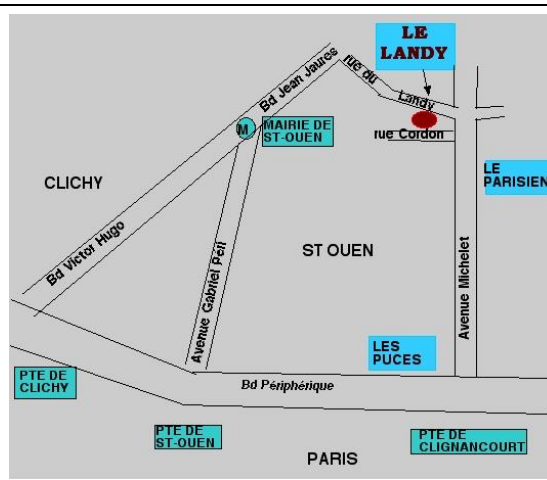 LE
LANDY
Bd Jean Jaures
rue du
Landy
M
MAIRIE DE
ST-OUEN
rue Cordon
LE
PARISIEN
CLICHY
Bd Victor Hugo
Avenue Gabriel Péri
ST OUEN
Avenue Michelet
LES
PUCES
PTE DE
CLICHY
Bd Périphérique
PTE DE
ST-OUEN
PTE DE
CLIGNANCOURT
PARIS